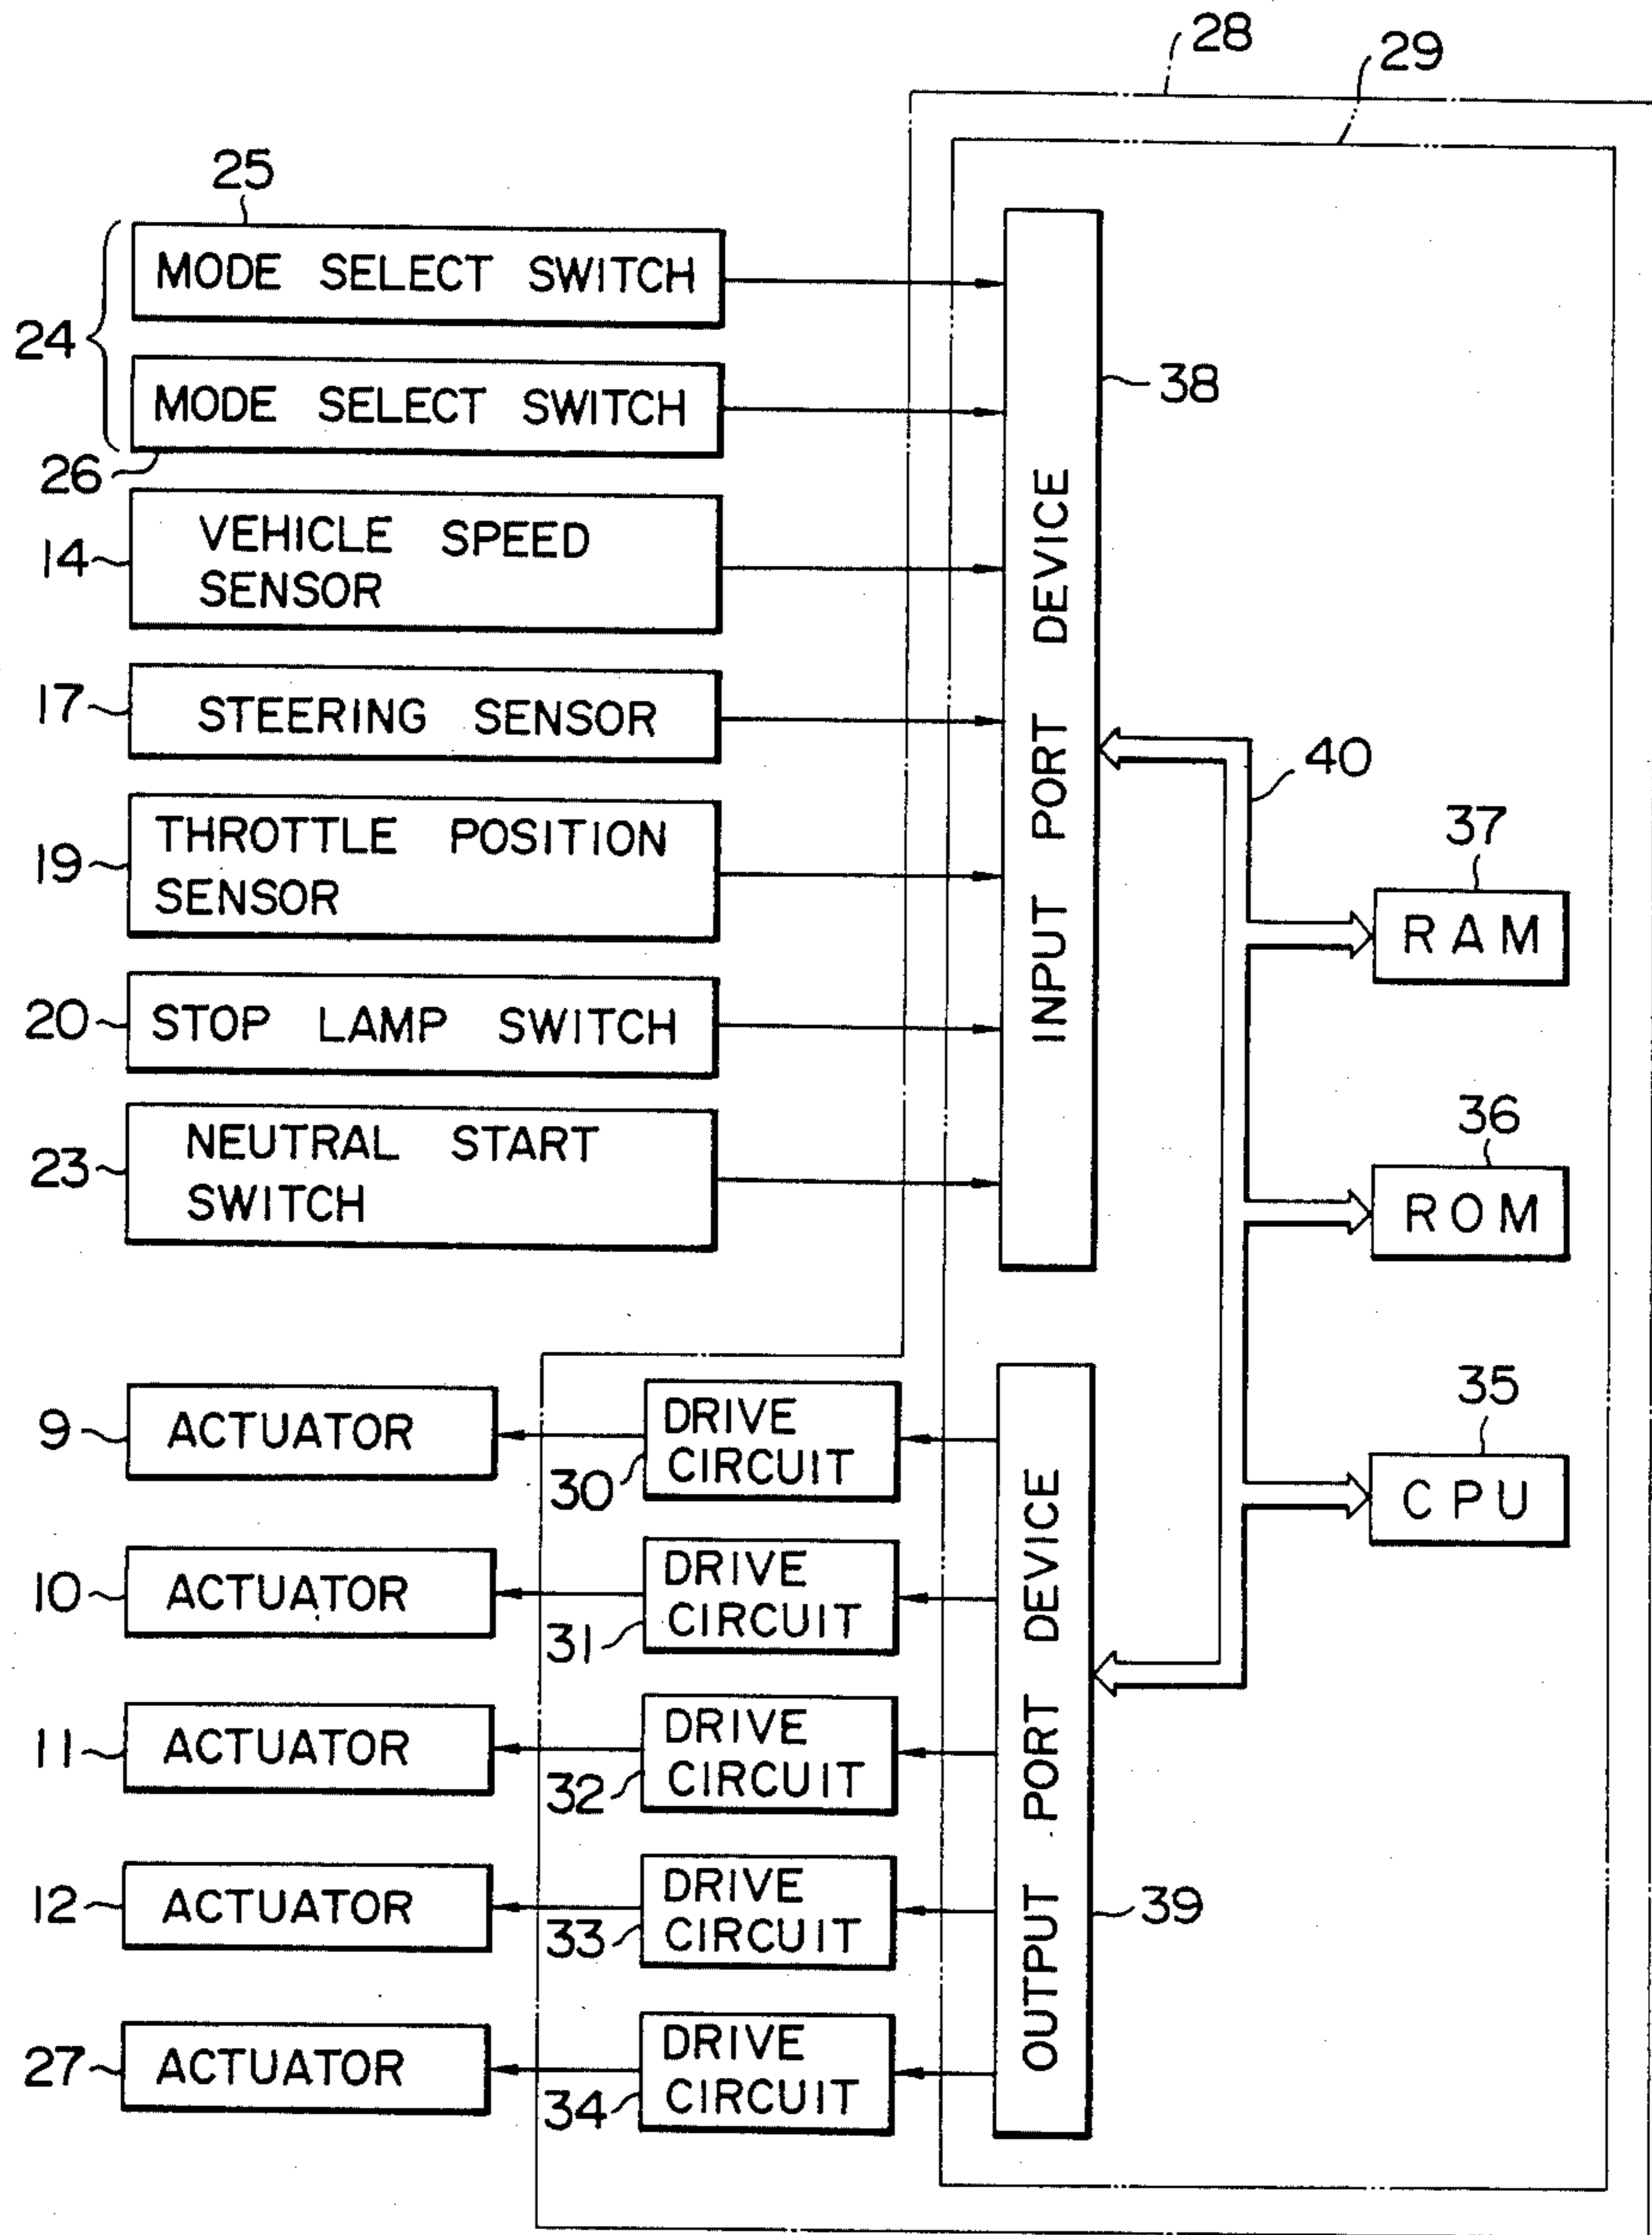 28
29
25
MODE SELECT SWITCH
24
MODE SELECT SWITCH
26
38
VEHICLE SPEED
SENSOR
14
INPUT PORT DEVICE
17
STEERING SENSOR
40
THROTTLE POSITION
SENSOR
19
37
RAM
20
STOP LAMP SWITCH
36
ROM
NEUTRAL START
SWITCH
23
35
CPU
9
ACTUATOR
DRIVE
CIRCUIT
30
OUTPUT PORT DEVICE
10
ACTUATOR
DRIVE
CIRCUIT
31
11
ACTUATOR
DRIVE
CIRCUIT
32
12
ACTUATOR
DRIVE
CIRCUIT
33
39
27
ACTUATOR
DRIVE
CIRCUIT
34